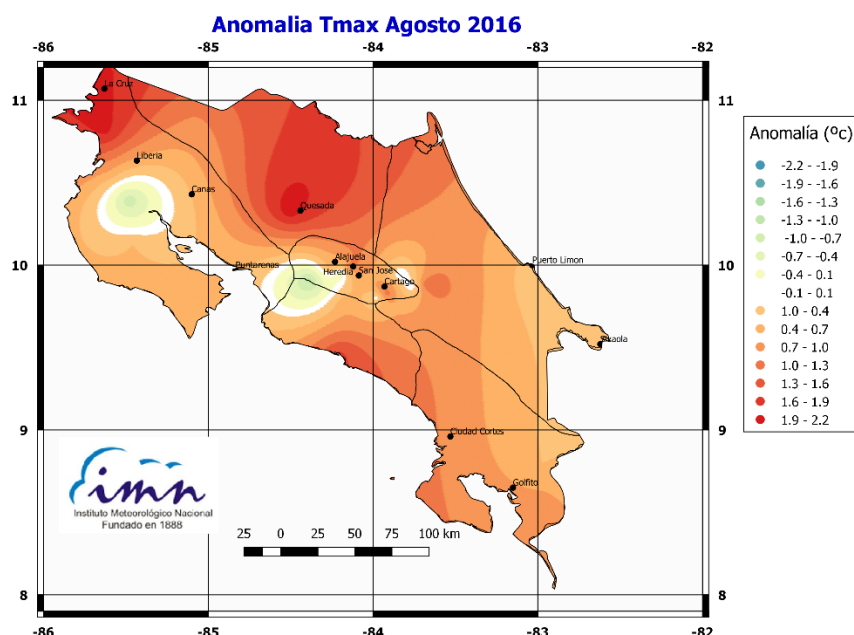 Anomalia Tmax Agosto 2016
-86 -85 -84 -83 -82
11 11
La Cruz
Liberia
Canas
Quesada
10 10
Puntarenas
Alajuela
Heredia
San José
Cartago
Puerto Limon
Sixaola
9 9
Ciudad Cortes
Golfito
8 8
-86 -85 -84 -83 -82
Anomalía (ºc)
-2.2 - -1.9
-1.9 - -1.6
-1.6 - -1.3
-1.3 - -1.0
-1.0 - -0.7
-0.7 - -0.4
-0.4 - 0.1
-0.1 - 0.1
1.0 - 0.4
0.4 - 0.7
0.7 - 1.0
1.0 - 1.3
1.3 - 1.6
1.6 - 1.9
1.9 - 2.2
imn
Instituto Meteorológico Nacional
Fundado en 1888
25 0 25 50 75 100 km